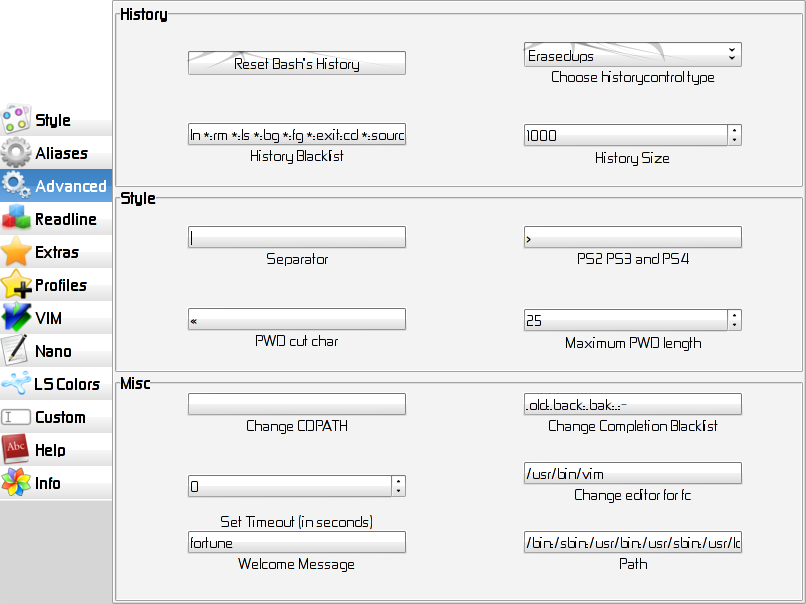 Style
Aliases
Advanced
Readline
Extras
Profiles
VIM
Nano
LS Colors
Custom
Abc
Help
Info
History
Reset Bash's History
Erasedups
Choose historycontrol type
ln *:rm *:ls *:bg *:fg *:exit:cd *:sourc
1000
History Blacklist
History Size
Style
|
>
Separator
PS2 PS3 and PS4
«
25
PWD cut char
Maximum PWD length
Misc
.old:.back:.bak:.:~
Change CDPATH
Change Completion Blacklist
0
/usr/bin/vim
Change editor for fc
Set Timeout (in seconds)
fortune
/bin:/sbin:/usr/bin:/usr/sbin:/usr/lo
Welcome Message
Path